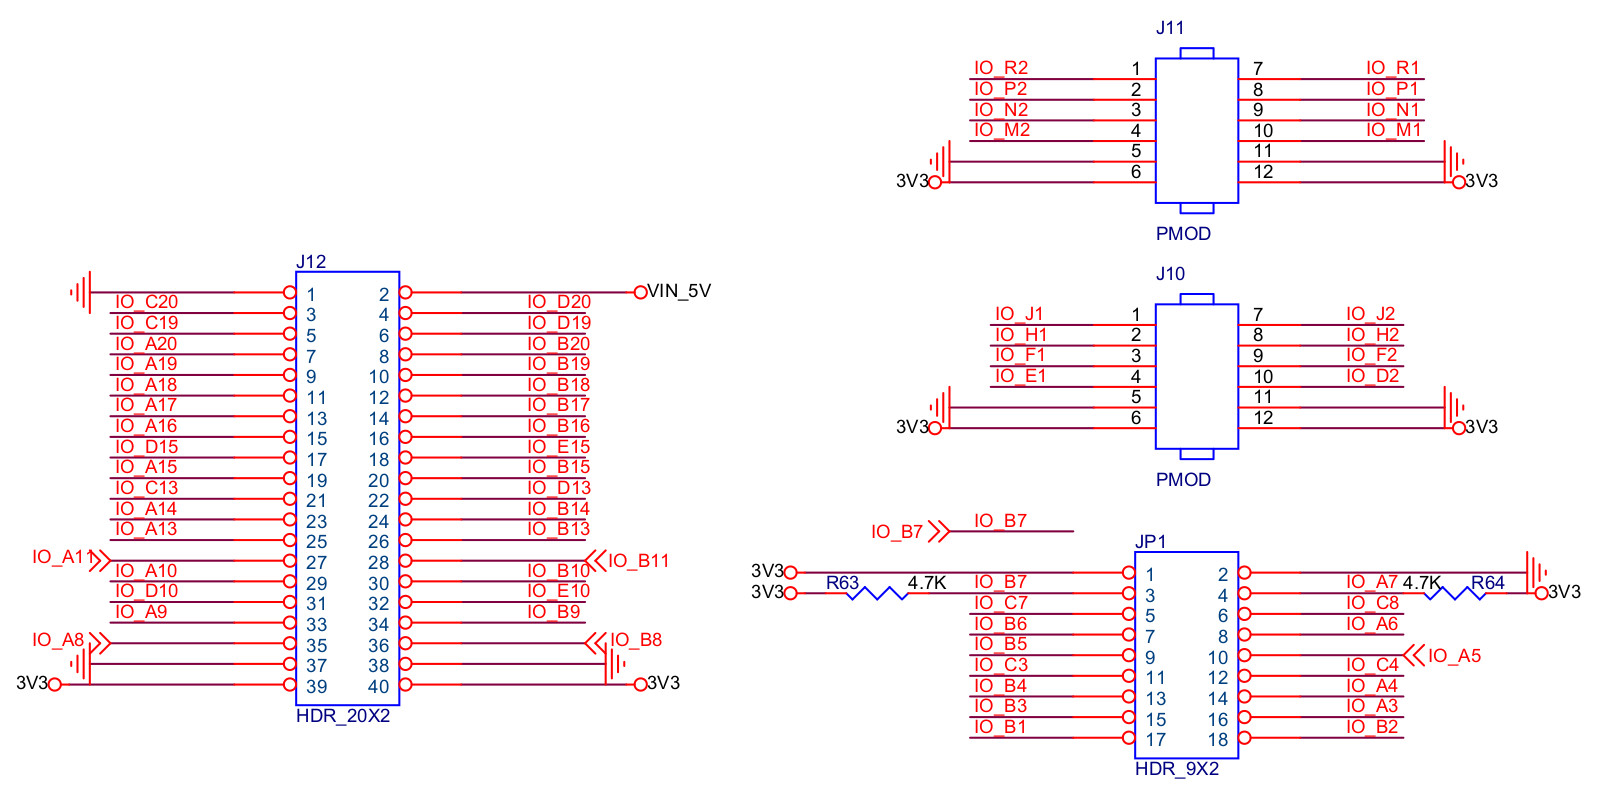 J11
IO_R2 1 7 IO_R1
IO_P2 2 8 IO_P1
IO_N2 3 9 IO_N1
IO_M2 4 10 IO_M1
5 11
3V3 6 12 3V3
PMOD
J12
1 2 VIN_5V
IO_C20 3 4 IO_D20
IO_C19 5 6 IO_D19
IO_A20 7 8 IO_B20
IO_A19 9 10 IO_B19
IO_A18 11 12 IO_B18
IO_A17 13 14 IO_B17
IO_A16 15 16 IO_B16
IO_D15 17 18 IO_E15
IO_A15 19 20 IO_B15
IO_C13 21 22 IO_D13
IO_A14 23 24 IO_B14
IO_A13 25 26 IO_B13
IO_A11 27 28 IO_B11
IO_A10 29 30 IO_B10
IO_D10 31 32 IO_E10
IO_A9 33 34 IO_B9
IO_A8 35 36 IO_B8
37 38
3V3 39 40 3V3
HDR_20X2
J10
IO_J1 1 7 IO_J2
IO_H1 2 8 IO_H2
IO_F1 3 9 IO_F2
IO_E1 4 10 IO_D2
5 11
3V3 6 12 3V3
PMOD
IO_B7 IO_B7
JP1
3V3 1 2
3V3 R63 4.7K IO_B7 3 4 IO_A7 4.7K R64 3V3
IO_C7 5 6 IO_C8
IO_B6 7 8 IO_A6
IO_B5 9 10 IO_A5
IO_C3 11 12 IO_C4
IO_B4 13 14 IO_A4
IO_B3 15 16 IO_A3
IO_B1 17 18 IO_B2
HDR_9X2